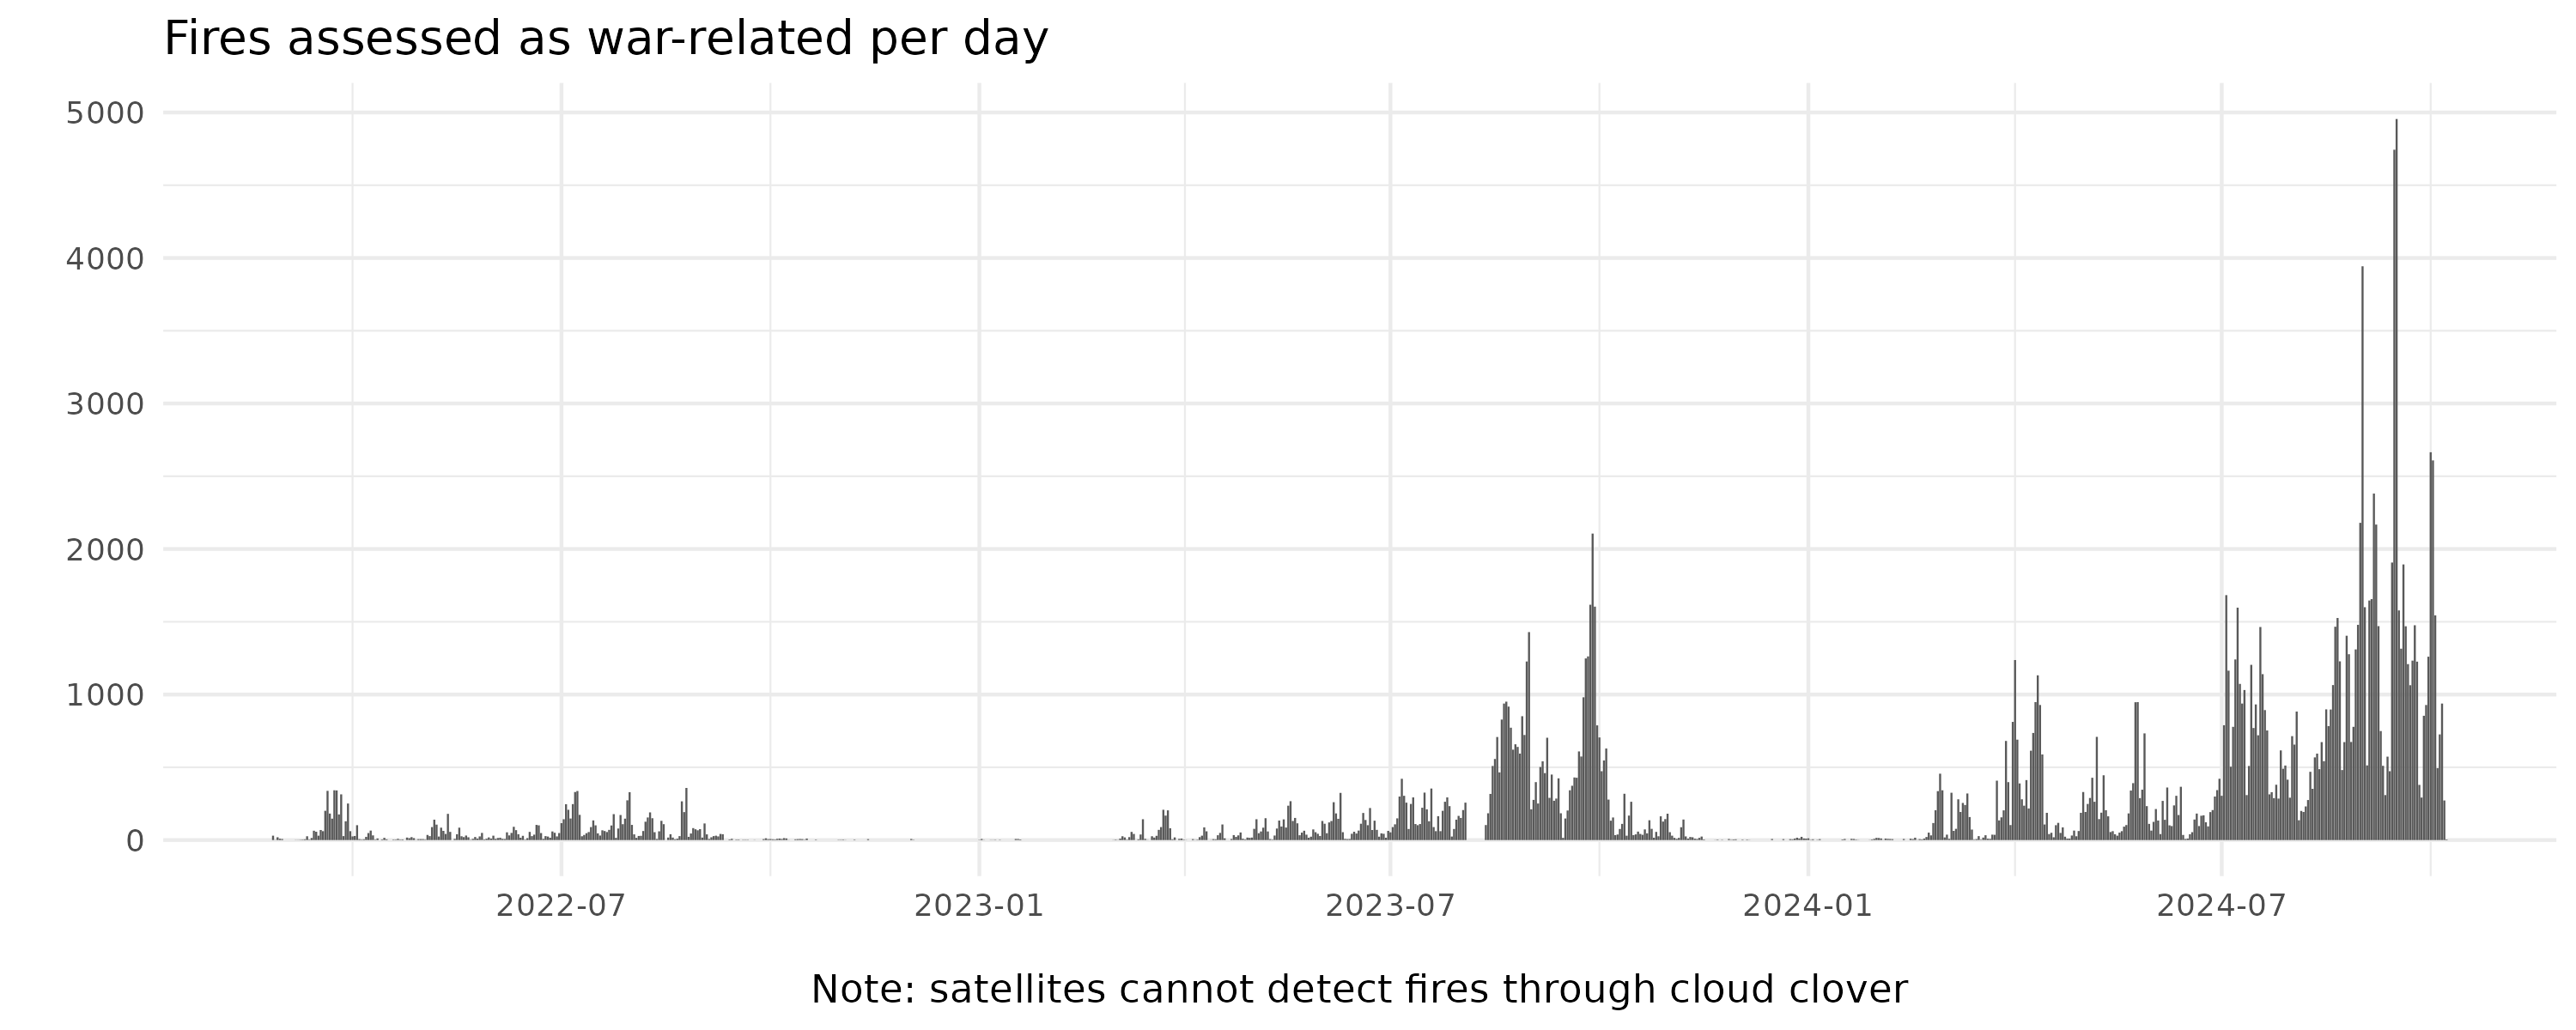 Fires assessed as war-related per day
5000
4000
3000
2000
1000
0
2022-07 2023-01 2023-07 2024-01 2024-07
Note: satellites cannot detect fires through cloud clover